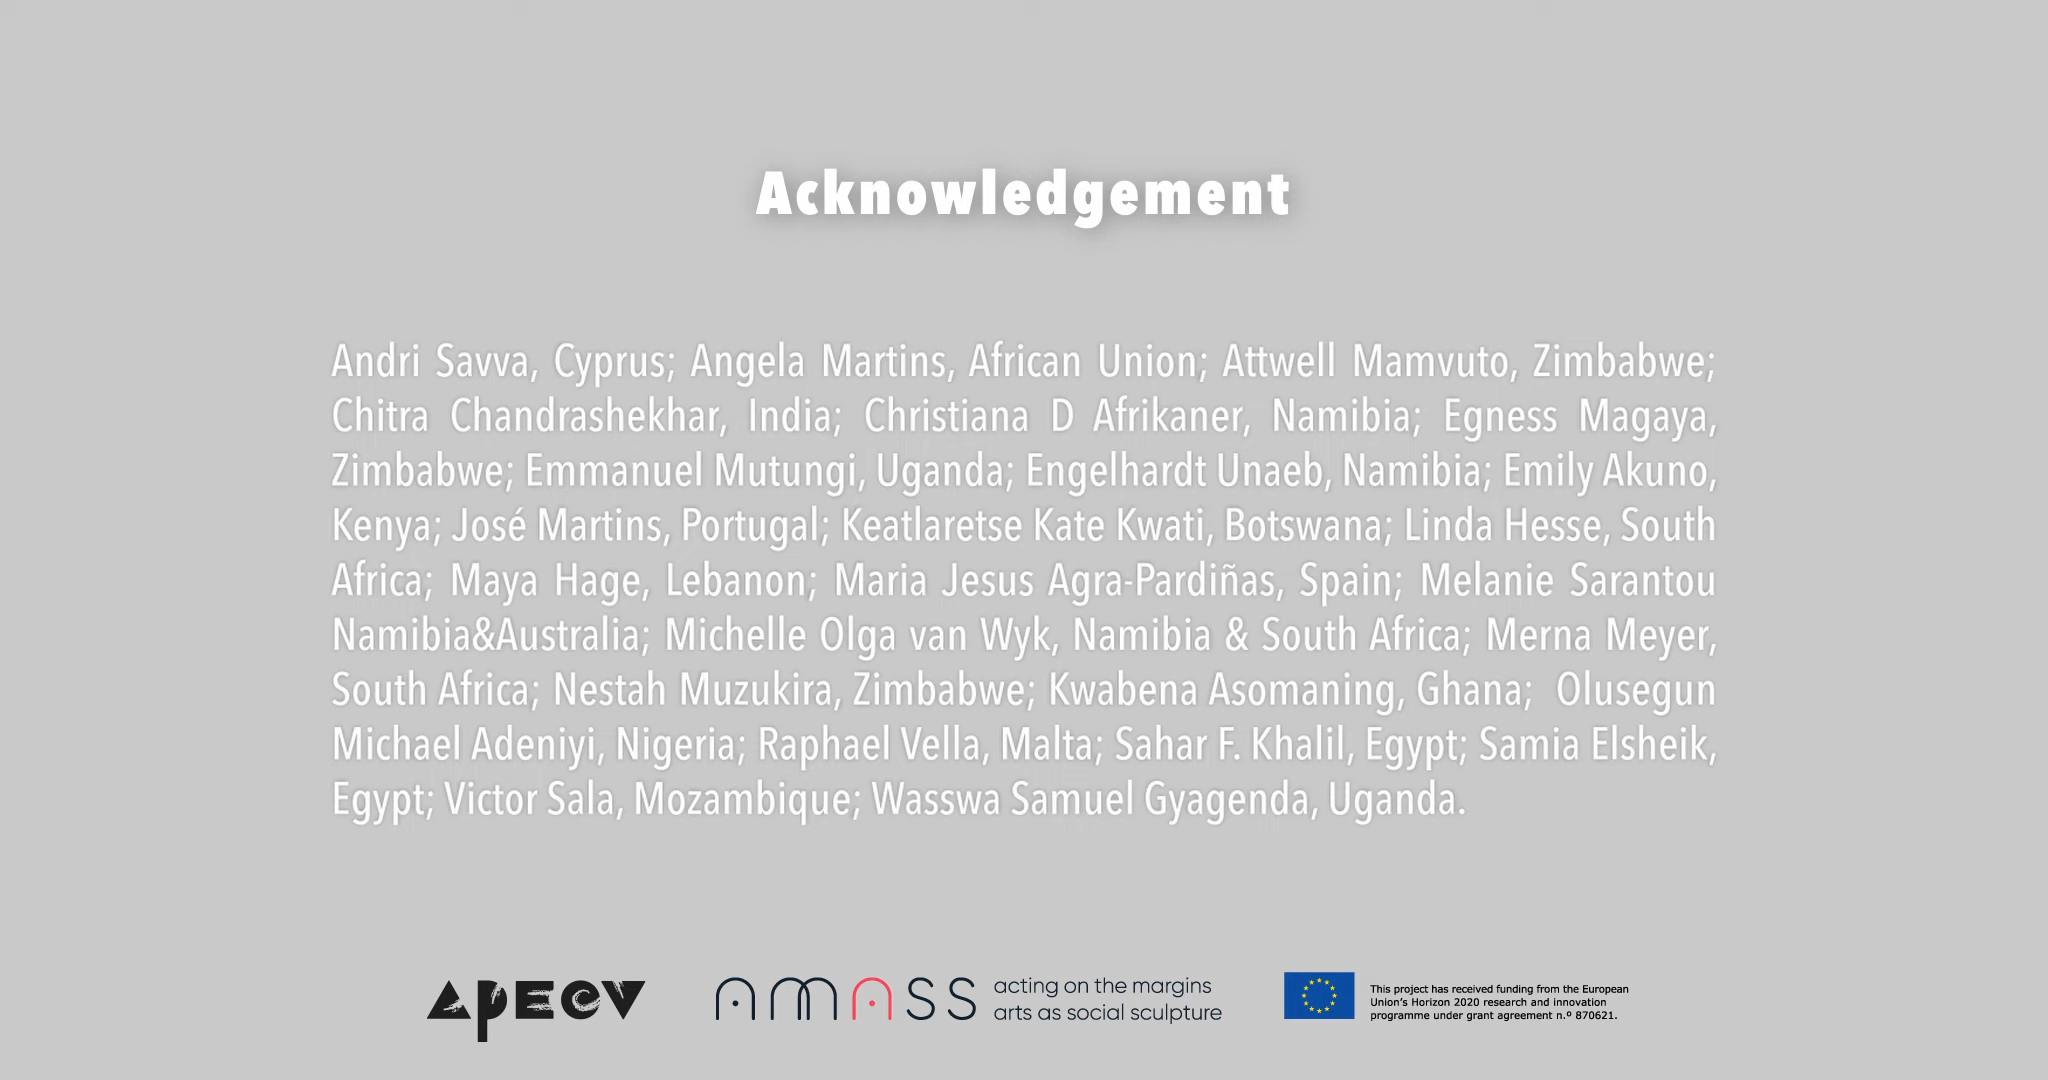 Acknowledgement
Andri Savva, Cyprus; Angela Martins, African Union; Attwell Mamvuto, Zimbabwe;
Chitra Chandrashekhar, India; Christiana D Afrikaner, Namibia; Egness Magaya,
Zimbabwe; Emmanuel Mutungi, Uganda; Engelhardt Unaeb, Namibia; Emily Akuno,
Kenya; José Martins, Portugal; Keatlaretse Kate Kwati, Botswana; Linda Hesse, South
Africa; Maya Hage, Lebanon; Maria Jesus Agra-Pardiñas, Spain; Melanie Sarantou
Namibia&Australia; Michelle Olga van Wyk, Namibia & South Africa; Merna Meyer,
South Africa; Nestah Muzukira, Zimbabwe; Kwabena Asomaning, Ghana; Olusegun
Michael Adeniyi, Nigeria; Raphael Vella, Malta; Sahar F. Khalil, Egypt; Samia Elsheik,
Egypt; Victor Sala, Mozambique; Wasswa Samuel Gyagenda, Uganda.
APECV
AMASS
acting on the margins
arts as social sculpture
This project has received funding from the European
Union's Horizon 2020 research and innovation
programme under grant agreement n.º 870621.